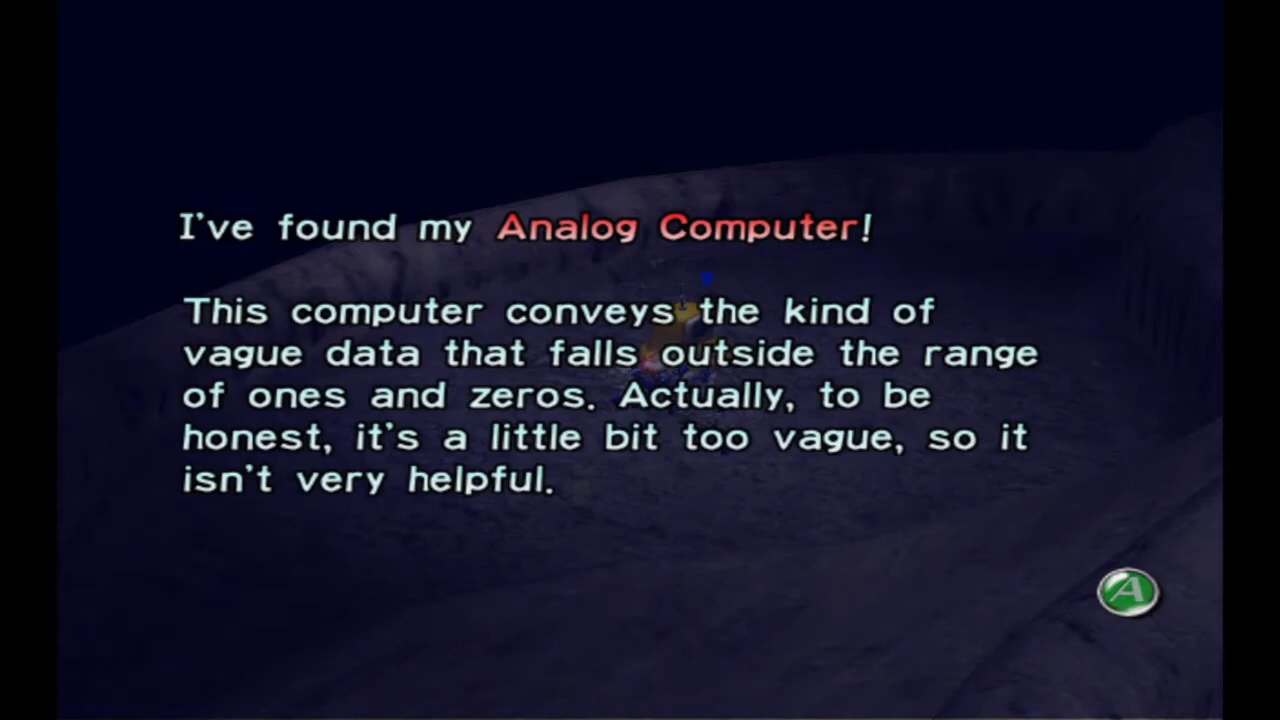 I've found my Analog Computer!
This computer conveys the kind of
vague data that falls outside the range
of ones and zeros. Actually, to be
honest, it's a little bit too vague, so it
isn't very helpful.
A